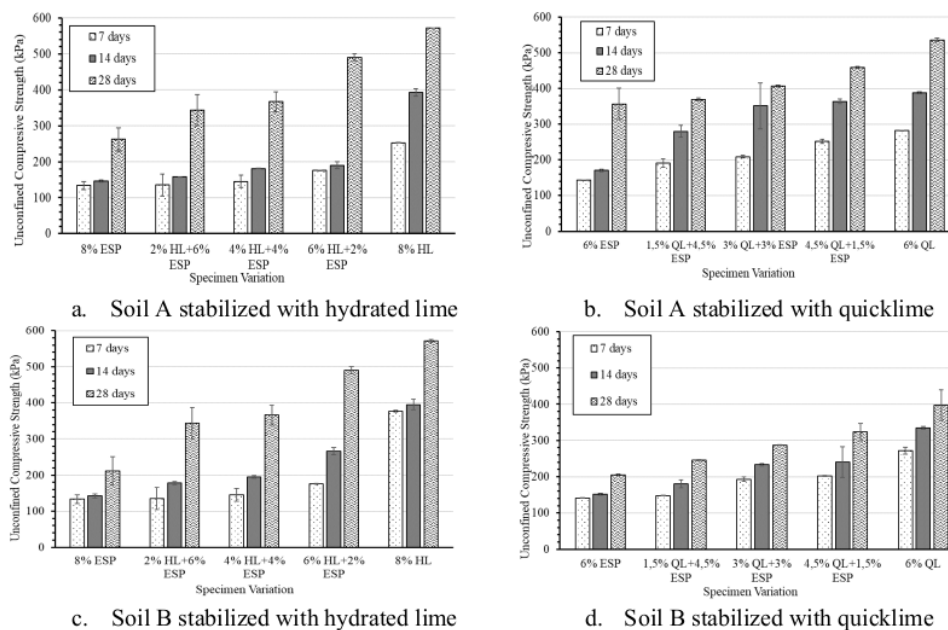 Unconfined Compresive Strength (kPa)
600
500
400
300
200
100
0
7 days
14 days
28 days
8% ESP
2% HL+6%
ESP
4% HL+4%
ESP
6% HL+2%
ESP
8% HL
Specimen Variation
a. Soil A stabilized with hydrated lime
Unconfined Compressive Strength (kPa)
600
500
400
300
200
100
0
7 days
14 days
28 days
6% ESP
1,5% QL+4,5%
ESP
3% QL+3% ESP
4,5% QL+1,5%
ESP
6% QL
Specimen Variation
b. Soil A stabilized with quicklime
Unconfined Compressive Strength (kPa)
600
500
400
300
200
100
0
7 days
14 days
28 days
8% ESP
2% HL+6%
ESP
4% HL+4%
ESP
6% HL+2%
ESP
8% HL
Specimen Variation
c. Soil B stabilized with hydrated lime
Unconfined Compressive Strength (kPa)
600
500
400
300
200
100
0
7 days
14 days
28 days
6% ESP
1,5% QL+4,5%
ESP
3% QL+3%
ESP
4,5% QL+1,5%
ESP
6% QL
Specimen Variation
d. Soil B stabilized with quicklime